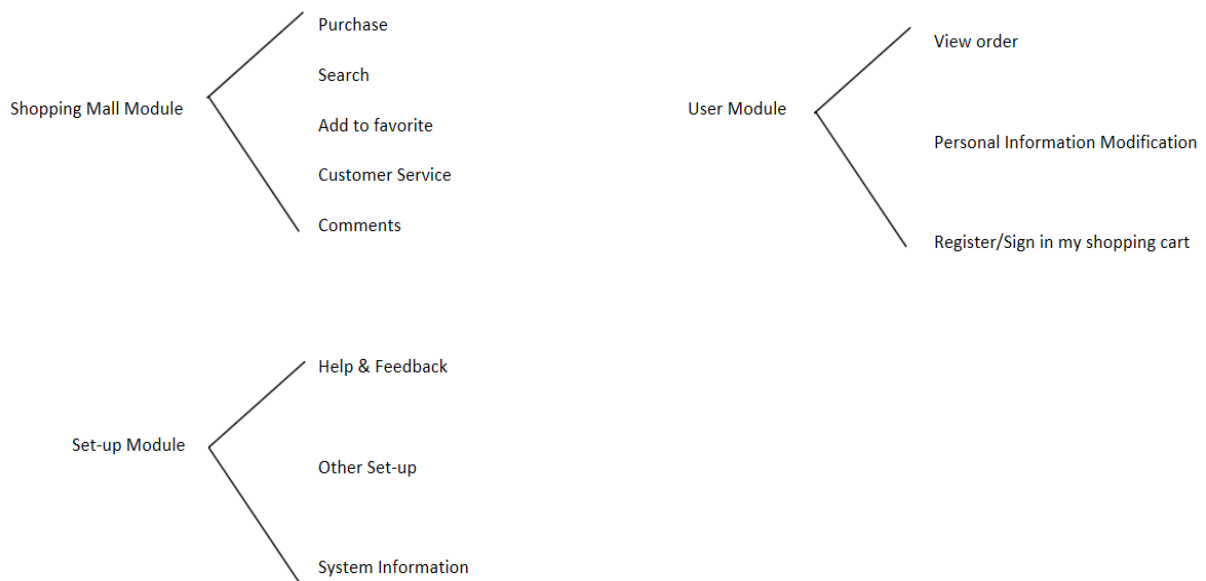 Shopping Mall Module
Purchase
Search
Add to favorite
Customer Service
Comments
User Module
View order
Personal Information Modification
Register/Sign in my shopping cart
Set-up Module
Help & Feedback
Other Set-up
System Information